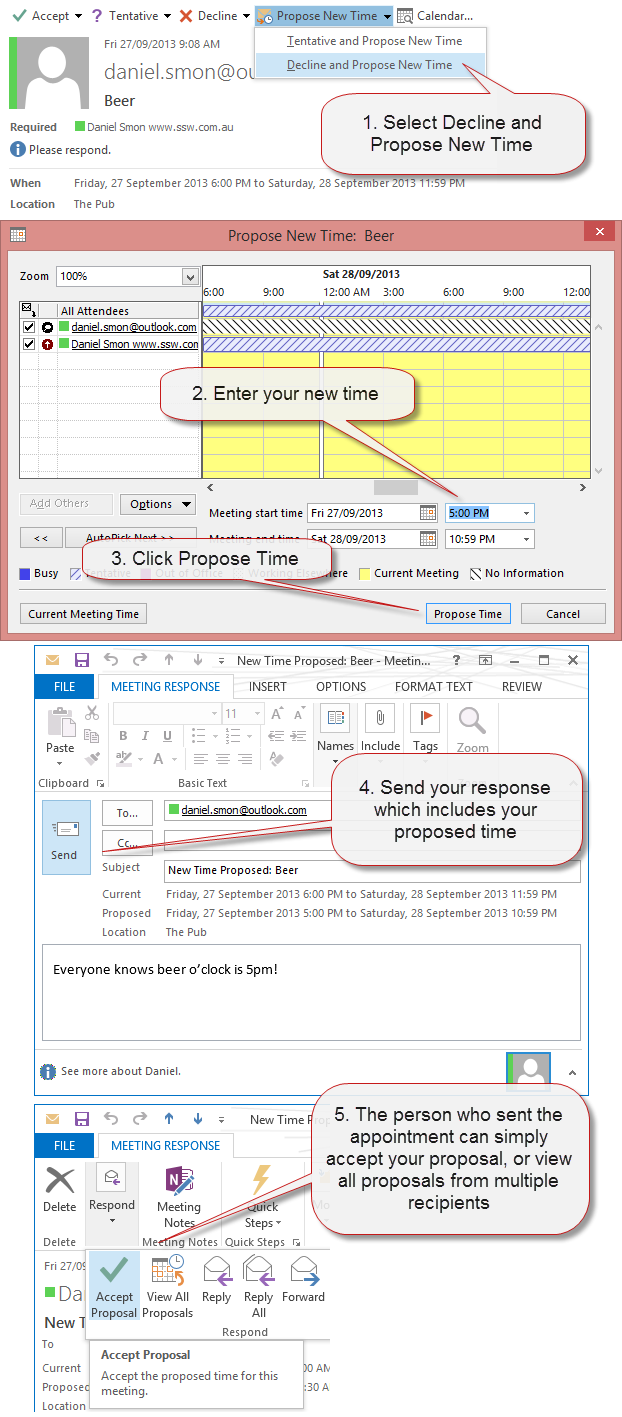 Accept Tentative Decline Propose New Time Calendar...
Tentative and Propose New Time
Decline and Propose New Time
Fri 27/09/2013 9:08 AM
daniel.smon@ou
Beer
1. Select Decline and
Propose New Time
Required Daniel Smon www.ssw.com.au
Please respond.
When Friday, 27 September 2013 6:00 PM to Saturday, 28 September 2013 11:59 PM
Location The Pub
Propose New Time: Beer
Zoom 100%
Sat 28/09/2013
6:00 9:00 12:00 AM 3:00 6:00 9:00 12:00
All Attendees
daniel.smon@outlook.com
Daniel Smon www.ssw.con
2. Enter your new time
Add Others Options
Meeting start time Fri 27/09/2013 5:00 PM
<< AutoPick Next >>
Meeting end time Sat 28/09/2013 10:59 PM
3. Click Propose Time
Busy Tentative Out of Office Working Elsewhere Current Meeting No Information
Current Meeting Time Propose Time Cancel
New Time Proposed: Beer - Meetin... ?
FILE MEETING RESPONSE INSERT OPTIONS FORMAT TEXT REVIEW
Paste
11
B I U
Names Include Tags Zoom
Clipboard Basic Text Zoom
4. Send your response
which includes your
proposed time
Send
To... daniel.smon@outlook.com
Cc...
Subject New Time Proposed: Beer
Current Friday, 27 September 2013 6:00 PM to Saturday, 28 September 2013 11:59 PM
Proposed Friday, 27 September 2013 5:00 PM to Saturday, 28 September 2013 10:59 PM
Location The Pub
Everyone knows beer o’clock is 5pm!
See more about Daniel.
New Time Pro
5. The person who sent the
appointment can simply
accept your proposal, or view
all proposals from multiple
recipients
FILE MEETING RESPONSE
Delete Respond Meeting
Notes Quick
Steps
Delete Meeting Notes Quick Steps
Fri 27/09
Da
New T
To
Current 00 AM
Proposed :30 A
Location
Accept
Proposal
View All
Proposals
Reply Reply
All
Forward
Respond
Accept Proposal
Accept the proposed time for this
meeting.